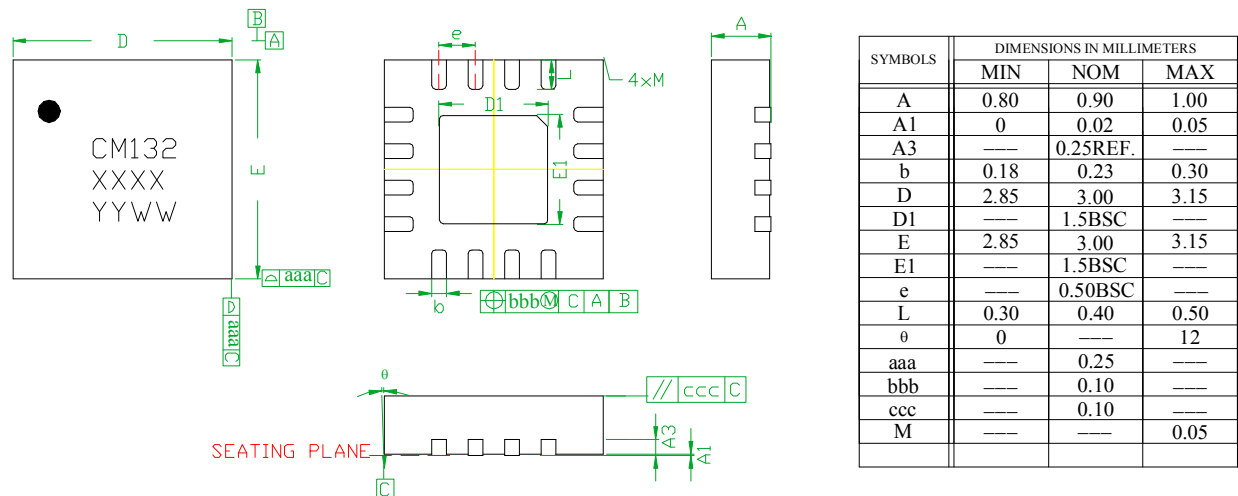 B
A
D
E
CM132
XXXX
YYWW
⌓ aaa C
⌓ aaa C
e
L
4×M
D1
E1
b
⌖ bbb Ⓜ C A B
A
θ
// ccc C
A3
A1
SEATING PLANE
C
SYMBOLS DIMENSIONS IN MILLIMETERS
MIN NOM MAX
A 0.80 0.90 1.00
A1 0 0.02 0.05
A3 --- 0.25REF. ---
b 0.18 0.23 0.30
D 2.85 3.00 3.15
D1 --- 1.5BSC ---
E 2.85 3.00 3.15
E1 --- 1.5BSC ---
e --- 0.50BSC ---
L 0.30 0.40 0.50
θ 0 --- 12
aaa --- 0.25 ---
bbb --- 0.10 ---
ccc --- 0.10 ---
M --- --- 0.05